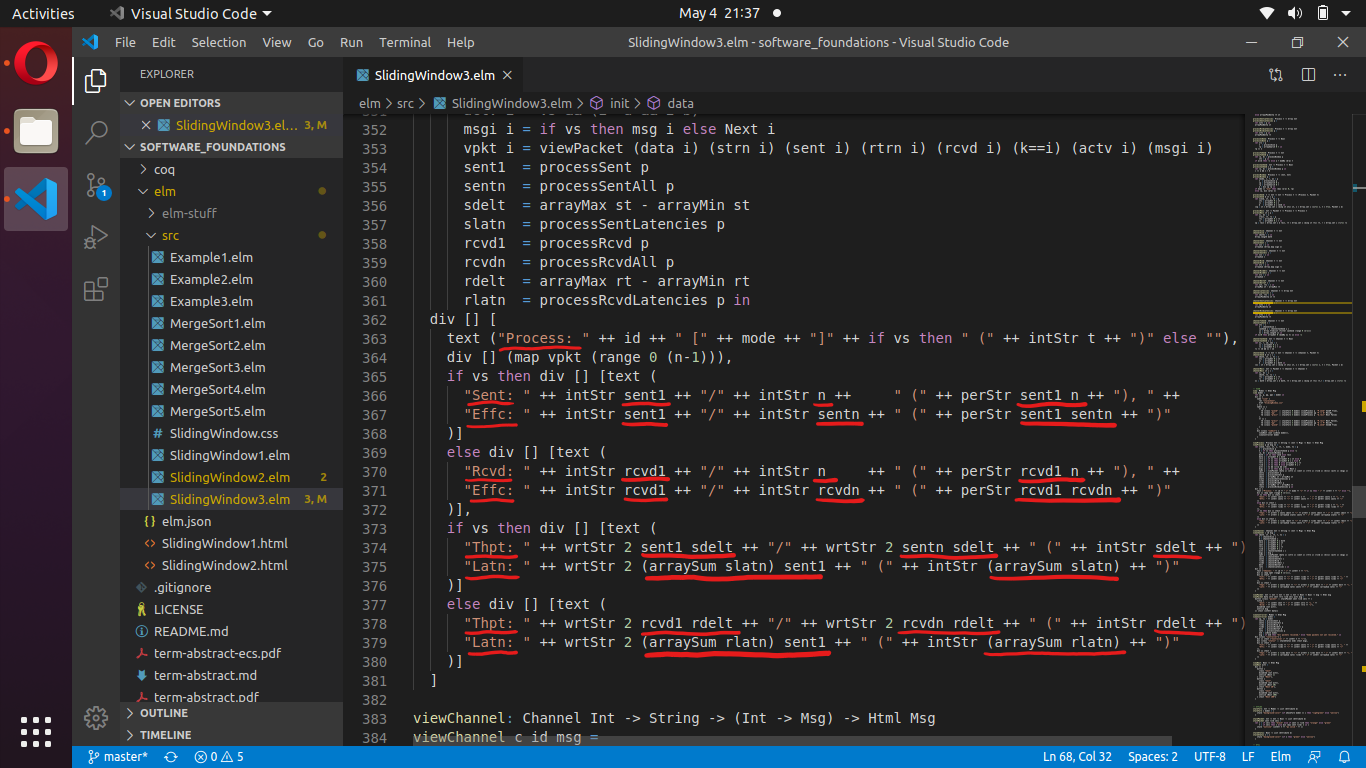 Activities
Visual Studio Code
May 4 21:37
File Edit Selection View Go Run Terminal Help
SlidingWindow3.elm - software_foundations - Visual Studio Code
EXPLORER
OPEN EDITORS
SlidingWindow3.el... 3, M
SOFTWARE_FOUNDATIONS
coq
elm
elm-stuff
src
Example1.elm
Example2.elm
Example3.elm
MergeSort1.elm
MergeSort2.elm
MergeSort3.elm
MergeSort4.elm
MergeSort5.elm
# SlidingWindow.css
SlidingWindow1.elm
SlidingWindow2.elm 2
SlidingWindow3.elm 3, M
{} elm.json
<> SlidingWindow1.html
<> SlidingWindow2.html
.gitignore
LICENSE
README.md
term-abstract-ecs.pdf
term-abstract.md
term-abstract.pdf
OUTLINE
TIMELINE
1
SlidingWindow3.elm
elm > src > SlidingWindow3.elm > init > data
352 msgi i = if vs then msg i else Next i
353 vpkt i = viewPacket (data i) (strn i) (sent i) (rtrn i) (rcvd i) (k==i) (actv i) (msgi i)
354 sent1 = processSent p
355 sentn = processSentAll p
356 sdelt = arrayMax st - arrayMin st
357 slatn = processSentLatencies p
358 rcvd1 = processRcvd p
359 rcvdn = processRcvdAll p
360 rdelt = arrayMax rt - arrayMin rt
361 rlatn = processRcvdLatencies p in
362 div [] [
363 text ("Process: " ++ id ++ " [" ++ mode ++ "]" ++ if vs then " (" ++ intStr t ++ ")" else ""),
364 div [] (map vpkt (range 0 (n-1))),
365 if vs then div [] [text (
366 "Sent: " ++ intStr sent1 ++ "/" ++ intStr n ++ " (" ++ perStr sent1 n ++ "), " ++
367 "Effc: " ++ intStr sent1 ++ "/" ++ intStr sentn ++ " (" ++ perStr sent1 sentn ++ ")"
368 )]
369 else div [] [text (
370 "Rcvd: " ++ intStr rcvd1 ++ "/" ++ intStr n ++ " (" ++ perStr rcvd1 n ++ "), " ++
371 "Effc: " ++ intStr rcvd1 ++ "/" ++ intStr rcvdn ++ " (" ++ perStr rcvd1 rcvdn ++ ")"
372 )],
373 if vs then div [] [text (
374 "Thpt: " ++ wrtStr 2 sent1 sdelt ++ "/" ++ wrtStr 2 sentn sdelt ++ " (" ++ intStr sdelt ++ ")
375 "Latn: " ++ wrtStr 2 (arraySum slatn) sent1 ++ " (" ++ intStr (arraySum slatn) ++ ")"
376 )]
377 else div [] [text (
378 "Thpt: " ++ wrtStr 2 rcvd1 rdelt ++ "/" ++ wrtStr 2 rcvdn rdelt ++ " (" ++ intStr rdelt ++ ")
379 "Latn: " ++ wrtStr 2 (arraySum rlatn) sent1 ++ " (" ++ intStr (arraySum rlatn) ++ ")"
380 )]
381 ]
382
383 viewChannel: Channel Int -> String -> (Int -> Msg) -> Html Msg
384 viewChannel c id msg =
master* 0 5
Ln 68, Col 32 Spaces: 2 UTF-8 LF Elm